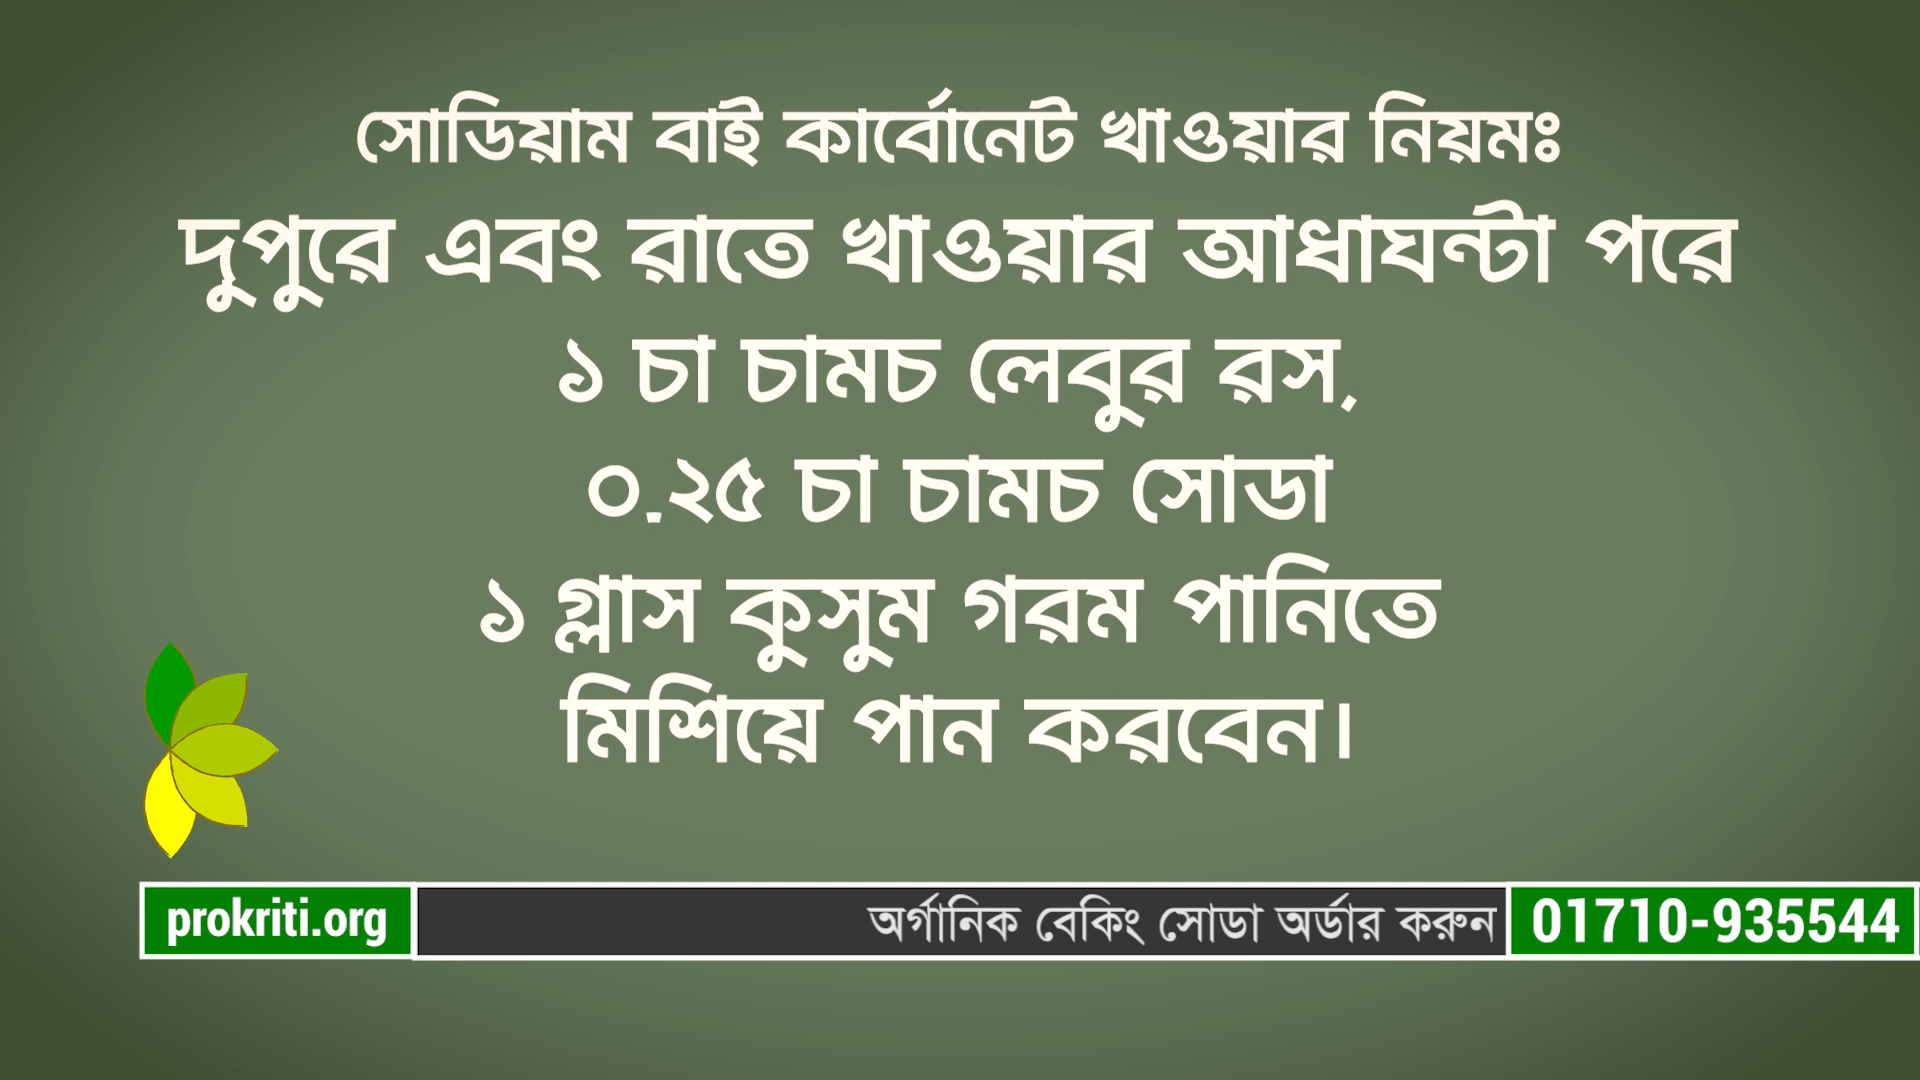 সোডিয়াম বাই কার্বোনেট খাওয়ার নিয়মঃ
দুপুরে এবং রাতে খাওয়ার আধাঘন্টা পরে
১ চা চামচ লেবুর রস,
০.২৫ চা চামচ সোডা
১ গ্লাস কুসুম গরম পানিতে
মিশিয়ে পান করবেন।
prokriti.org অর্গানিক বেকিং সোডা অর্ডার করুন 01710-935544